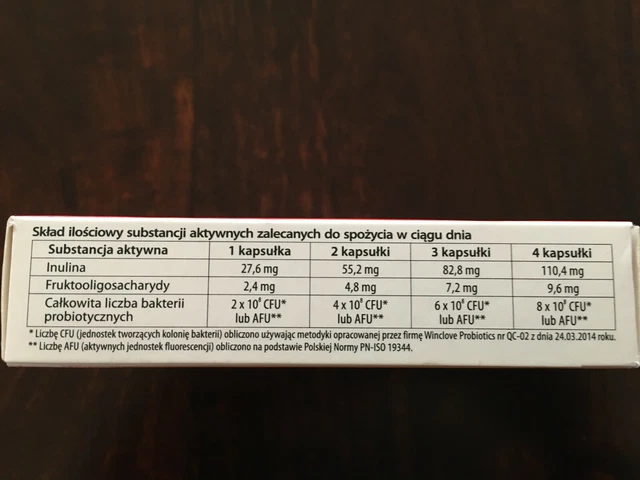 Skład ilościowy substancji aktywnych zalecanych do spożycia w ciągu dnia
Substancja aktywna 1 kapsułka 2 kapsułki 3 kapsułki 4 kapsułki
Inulina 27,6 mg 55,2 mg 82,8 mg 110,4 mg
Fruktooligosacharydy 2,4 mg 4,8 mg 7,2 mg 9,6 mg
Całkowita liczba bakterii 2 x 10⁸ CFU* 4 x 10⁸ CFU* 6 x 10⁸ CFU* 8 x 10⁸ CFU*
probiotycznych lub AFU** lub AFU** lub AFU** lub AFU**
* Liczbę CFU (jednostek tworzących kolonię bakterii) obliczono używając metodyki opracowanej przez firmę Winclove Probiotics nr QC-02 z dnia 24.03.2014 roku.
** Liczbę AFU (aktywnych jednostek fluorescencji) obliczono na podstawie Polskiej Normy PN-ISO 19344.